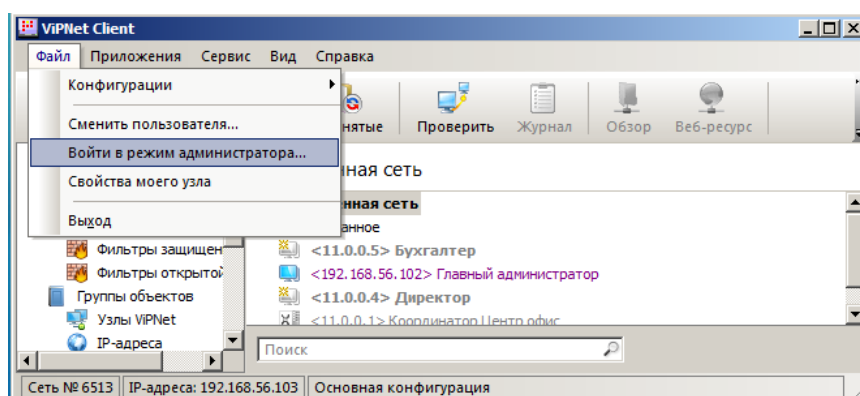 ViPNet Client
Файл Приложения Сервис Вид Справка
Конфигурации
Сменить пользователя...
Войти в режим администратора...
Свойства моего узла
Выход
нятые Проверить Журнал Обзор Веб-ресурс
нная сеть
нная сеть
анное
Фильтры защищен
<11.0.0.5> Бухгалтер
Фильтры открытой
<192.168.56.102> Главный администратор
Группы объектов
<11.0.0.4> Директор
Узлы ViPNet
<11.0.0.1> Координатор Центр офис
IP-адреса
Поиск
Сеть № 6513 IP-адреса: 192.168.56.103 Основная конфигурация